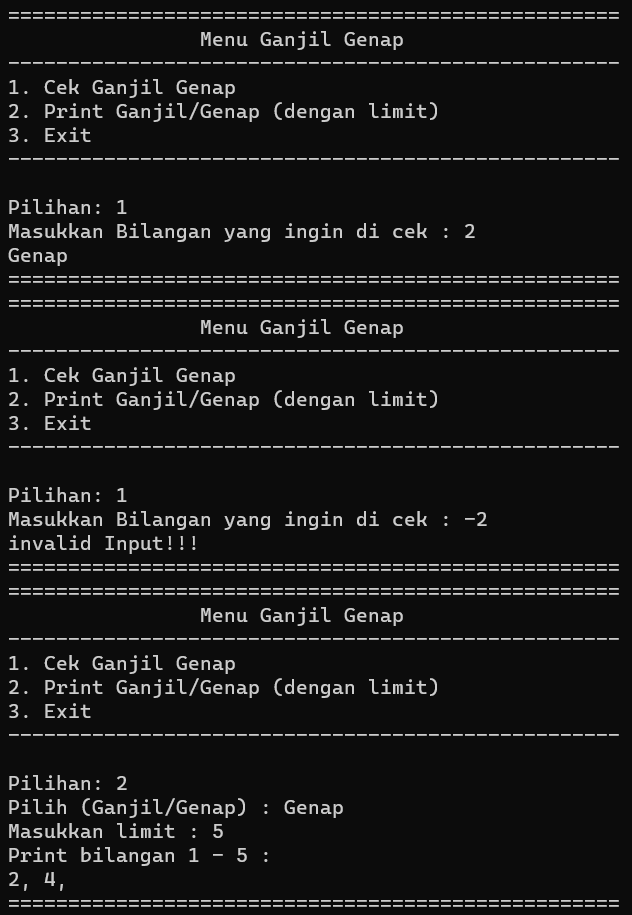 ===================================================
                Menu Ganjil Genap
---------------------------------------------------
1. Cek Ganjil Genap
2. Print Ganjil/Genap (dengan limit)
3. Exit
---------------------------------------------------

Pilihan: 1
Masukkan Bilangan yang ingin di cek : 2
Genap
===================================================
===================================================
                Menu Ganjil Genap
---------------------------------------------------
1. Cek Ganjil Genap
2. Print Ganjil/Genap (dengan limit)
3. Exit
---------------------------------------------------

Pilihan: 1
Masukkan Bilangan yang ingin di cek : -2
invalid Input!!!
===================================================
===================================================
                Menu Ganjil Genap
---------------------------------------------------
1. Cek Ganjil Genap
2. Print Ganjil/Genap (dengan limit)
3. Exit
---------------------------------------------------

Pilihan: 2
Pilih (Ganjil/Genap) : Genap
Masukkan limit : 5
Print bilangan 1 - 5 :
2, 4,
===================================================